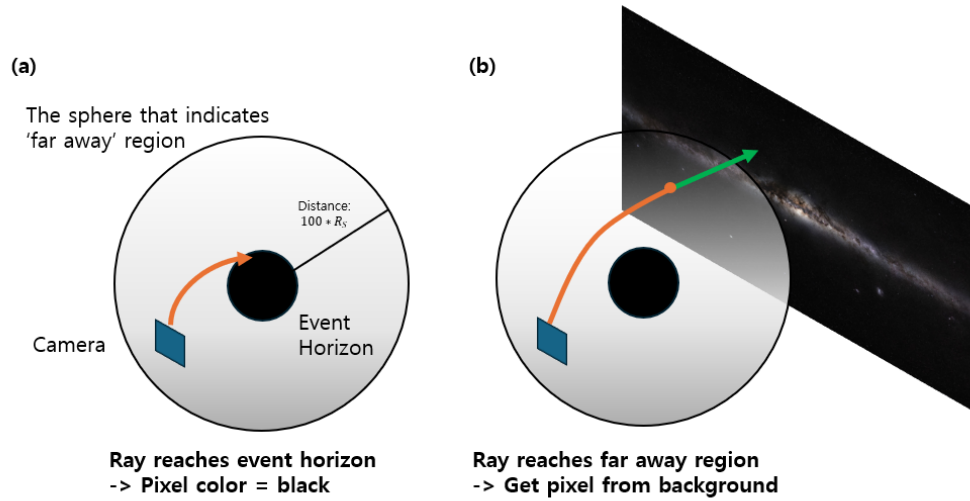 (a)
The sphere that indicates
'far away' region
Distance:
100 * R_S
Event
Horizon
Camera
Ray reaches event horizon
-> Pixel color = black
(b)
Ray reaches far away region
-> Get pixel from background